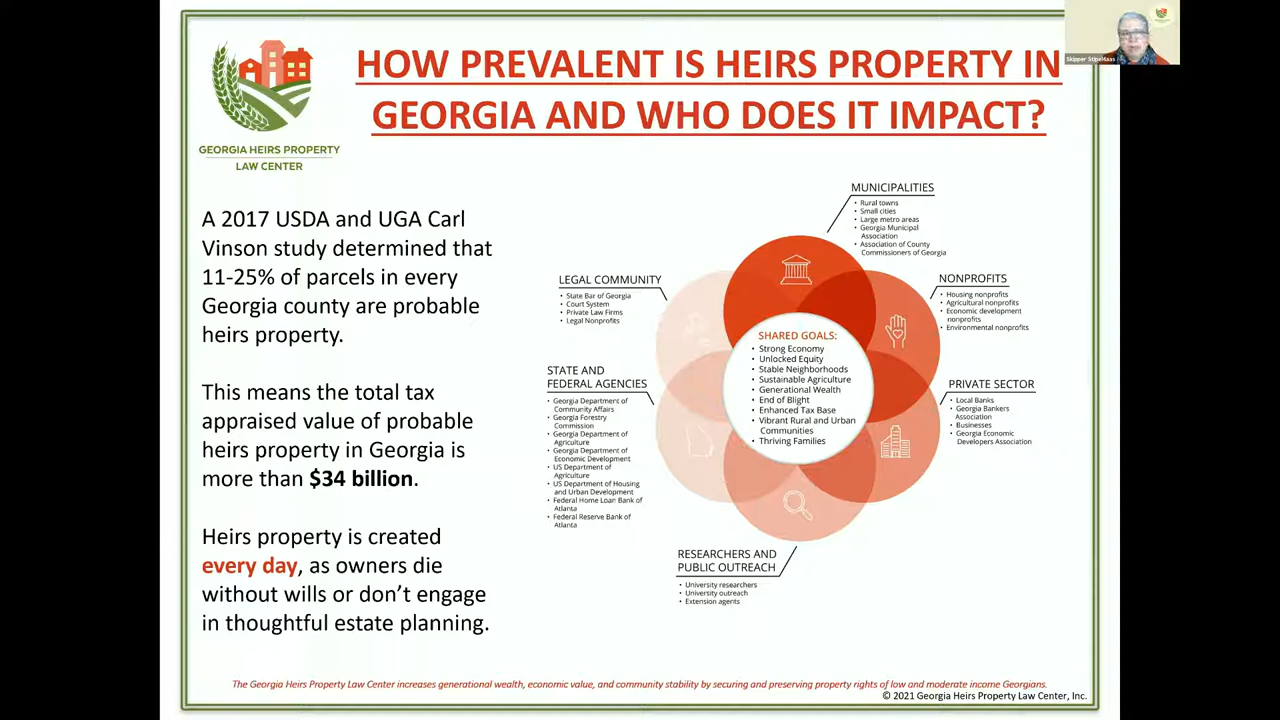 HOW PREVALENT IS HEIRS PROPERTY IN
GEORGIA AND WHO DOES IT IMPACT?
GEORGIA HEIRS PROPERTY
LAW CENTER
Skipper StipeMaas
A 2017 USDA and UGA Carl
Vinson study determined that
11-25% of parcels in every
Georgia county are probable
heirs property.
This means the total tax
appraised value of probable
heirs property in Georgia is
more than $34 billion.
Heirs property is created
every day, as owners die
without wills or don't engage
in thoughtful estate planning.
MUNICIPALITIES
• Rural towns
• Small cities
• Large metro areas
• Georgia Municipal
Association
• Association of County
Commissioners of Georgia
LEGAL COMMUNITY
• State Bar of Georgia
• Court System
• Private Law Firms
• Legal Nonprofits
NONPROFITS
• Housing nonprofits
• Agricultural nonprofits
• Economic development
nonprofits
• Environmental nonprofits
SHARED GOALS:
• Strong Economy
• Unlocked Equity
• Stable Neighborhoods
• Sustainable Agriculture
• Generational Wealth
• End of Blight
• Enhanced Tax Base
• Vibrant Rural and Urban
Communities
• Thriving Families
STATE AND
FEDERAL AGENCIES
• Georgia Department of
Community Affairs
• Georgia Forestry
Commission
• Georgia Department of
Agriculture
• Georgia Department of
Economic Development
• US Department of
Agriculture
• US Department of Housing
and Urban Development
• Federal Home Loan Bank of
Atlanta
• Federal Reserve Bank of
Atlanta
PRIVATE SECTOR
• Local Banks
• Georgia Bankers
Association
• Businesses
• Georgia Economic
Developers Association
RESEARCHERS AND
PUBLIC OUTREACH
• University researchers
• University outreach
• Extension agents
The Georgia Heirs Property Law Center increases generational wealth, economic value, and community stability by securing and preserving property rights of low and moderate income Georgians.
© 2021 Georgia Heirs Property Law Center, Inc.